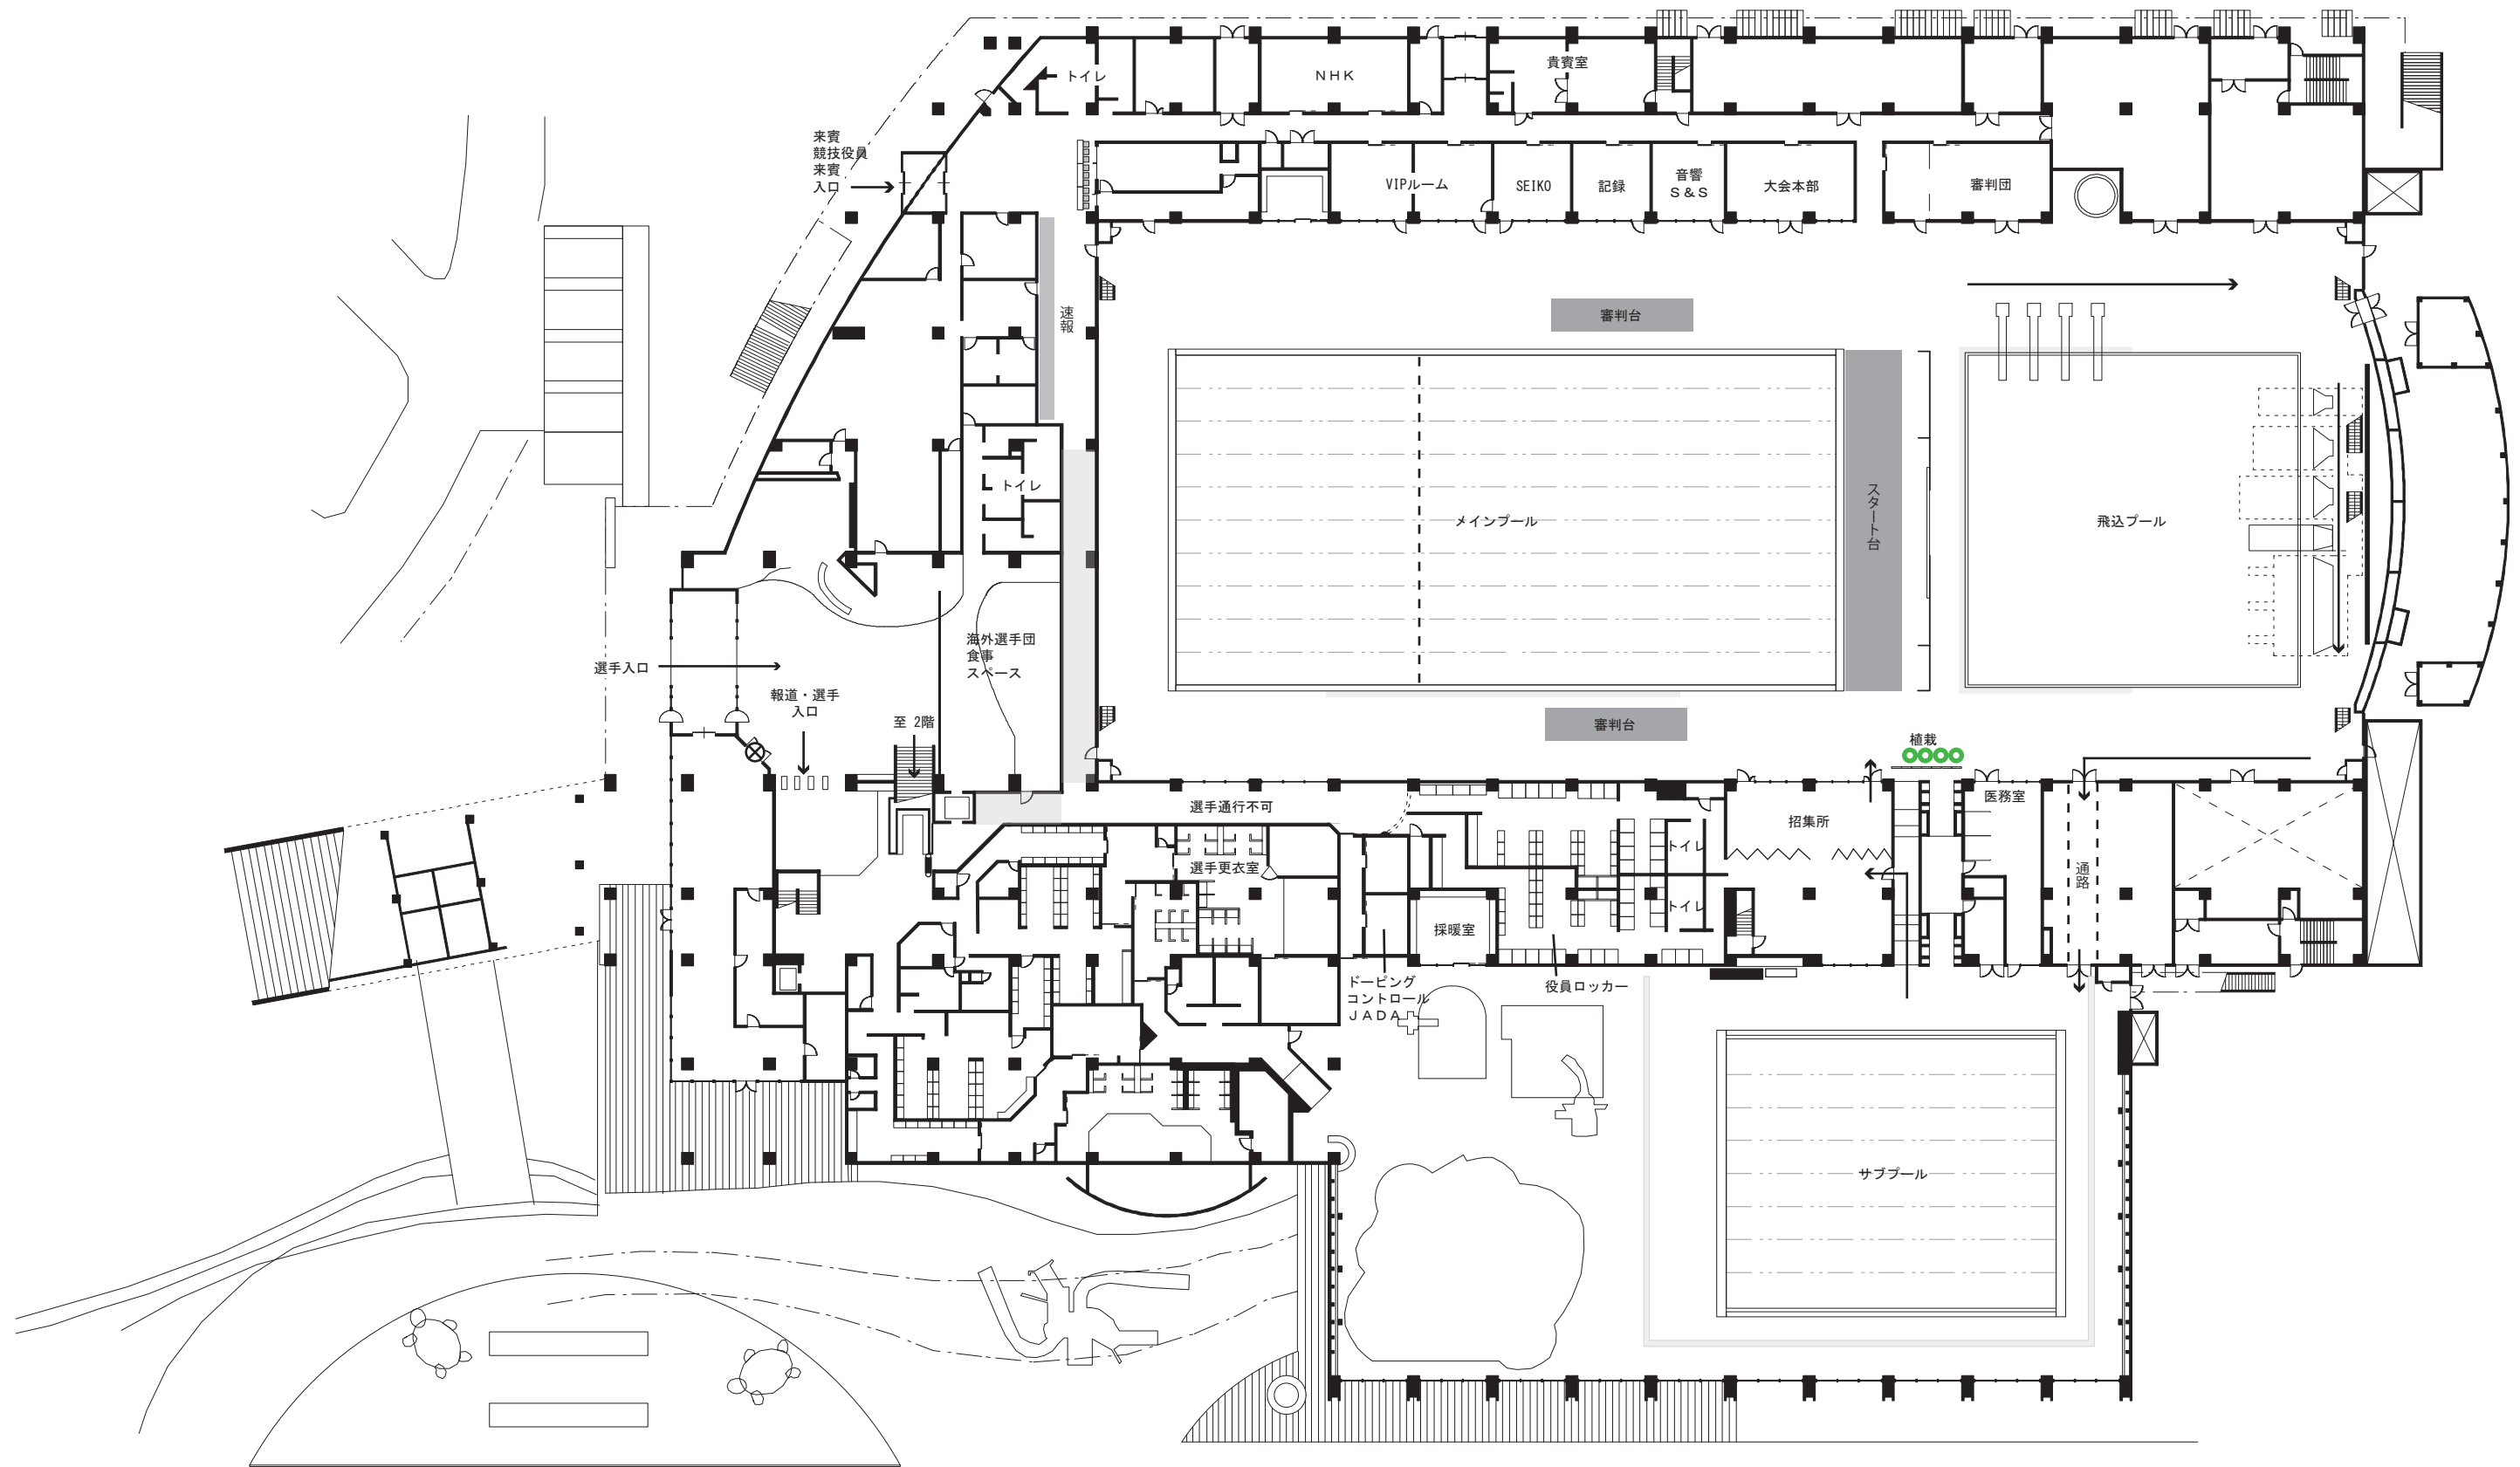 トイレ
ＮＨＫ
貴賓室
来賓
競技役員
来賓
入口
VIPルーム
SEIKO
記録
音響
Ｓ＆Ｓ
大会本部
審判団
速報
審判台
トイレ
メインプール
スタート台
飛込プール
海外選手団
食事
スペース
選手入口
報道・選手
入口
至 2階
審判台
植栽
選手通行不可
医務室
招集所
トイレ
選手更衣室
通路
トイレ
採暖室
ドーピング
コントロール
ＪＡＤＡ
役員ロッカー
サブプール